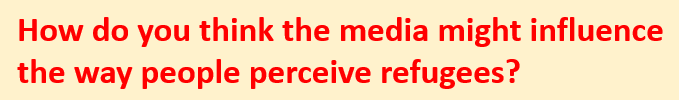 How do you think the media might influence
the way people perceive refugees?